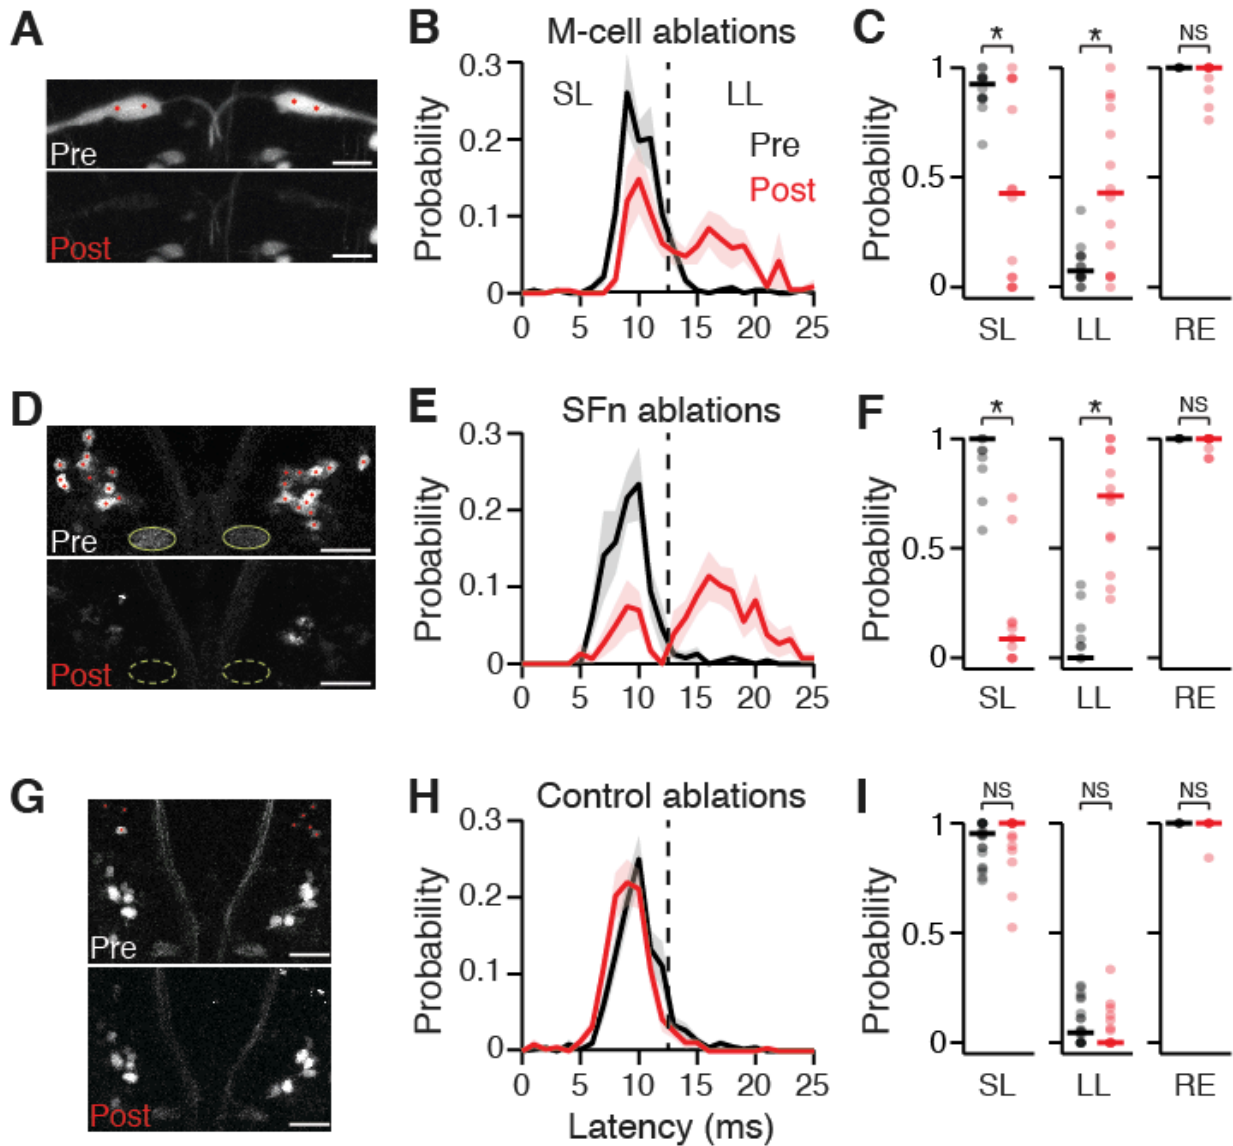 A
Pre
Post
B
M-cell ablations
SL
LL
Pre
Post
Probability
0.3
0.2
0.1
0
0 5 10 15 20 25
C
* * NS
Probability
1
0.5
0
SL LL RE
D
Pre
Post
E
SFn ablations
Probability
0.3
0.2
0.1
0
0 5 10 15 20 25
F
* * NS
Probability
1
0.5
0
SL LL RE
G
Pre
Post
H
Control ablations
Probability
0.3
0.2
0.1
0
0 5 10 15 20 25
Latency (ms)
I
NS NS NS
Probability
1
0.5
0
SL LL RE